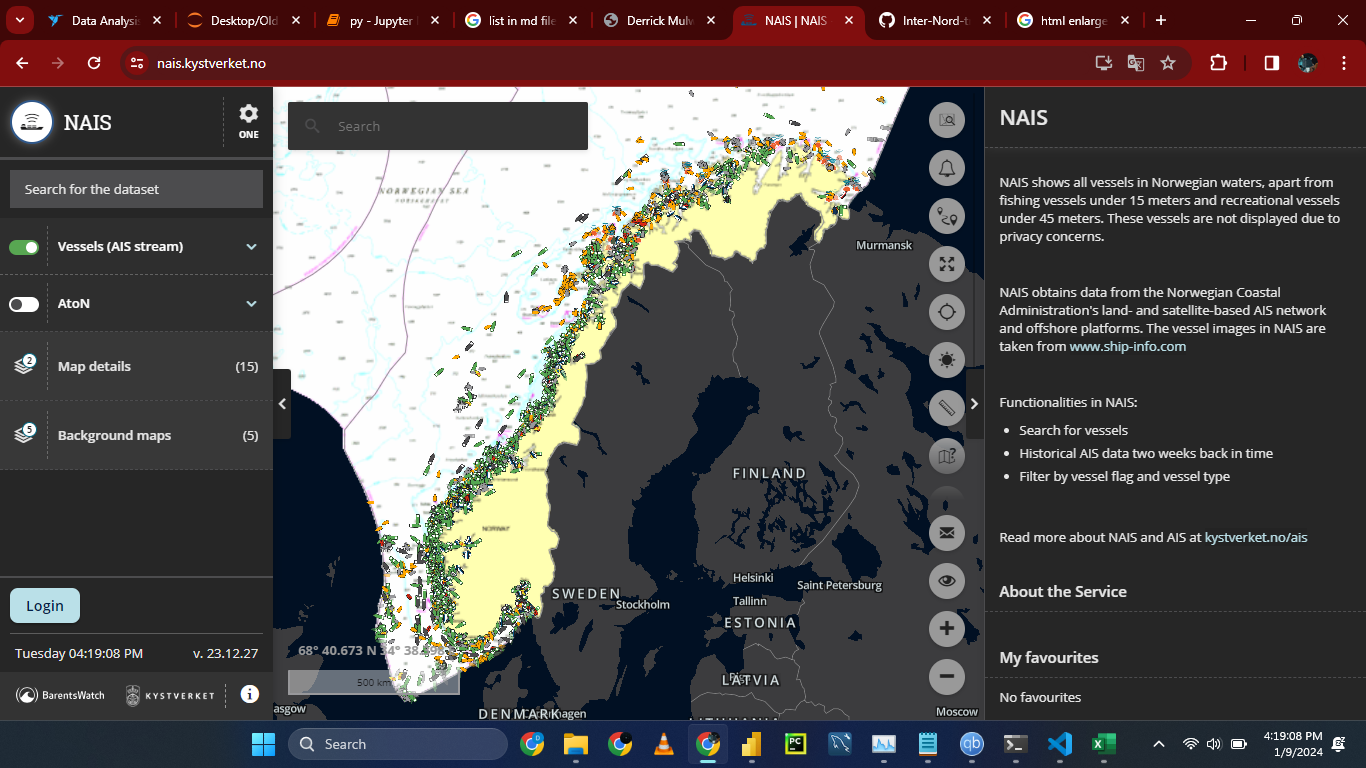 Data Analysis
Desktop/Old
py - Jupyter
list in md file
Derrick Mulw
NAIS | NAIS
Inter-Nord-t
html enlarge
nais.kystverket.no
NAIS
ONE
Search for the dataset
Vessels (AIS stream)
AtoN
2
Map details
(15)
5
Background maps
(5)
Login
Tuesday 04:19:08 PM
v. 23.12.27
BarentsWatch
KYSTVERKET
Search
NORWEGIAN SEA
Murmansk
NORWAY
FINLAND
SWEDEN
Helsinki
Saint Petersburg
Stockholm
Tallinn
ESTONIA
68° 40.673 N
500 km
LATVIA
asgow
DENMARK
Moscow
LITHUANIA
NAIS
NAIS shows all vessels in Norwegian waters, apart from
fishing vessels under 15 meters and recreational vessels
under 45 meters. These vessels are not displayed due to
privacy concerns.
NAIS obtains data from the Norwegian Coastal
Administration's land- and satellite-based AIS network
and offshore platforms. The vessel images in NAIS are
taken from www.ship-info.com
Functionalities in NAIS:
• Search for vessels
• Historical AIS data two weeks back in time
• Filter by vessel flag and vessel type
Read more about NAIS and AIS at kystverket.no/ais
About the Service
My favourites
No favourites
Search
4:19:08 PM
1/9/2024